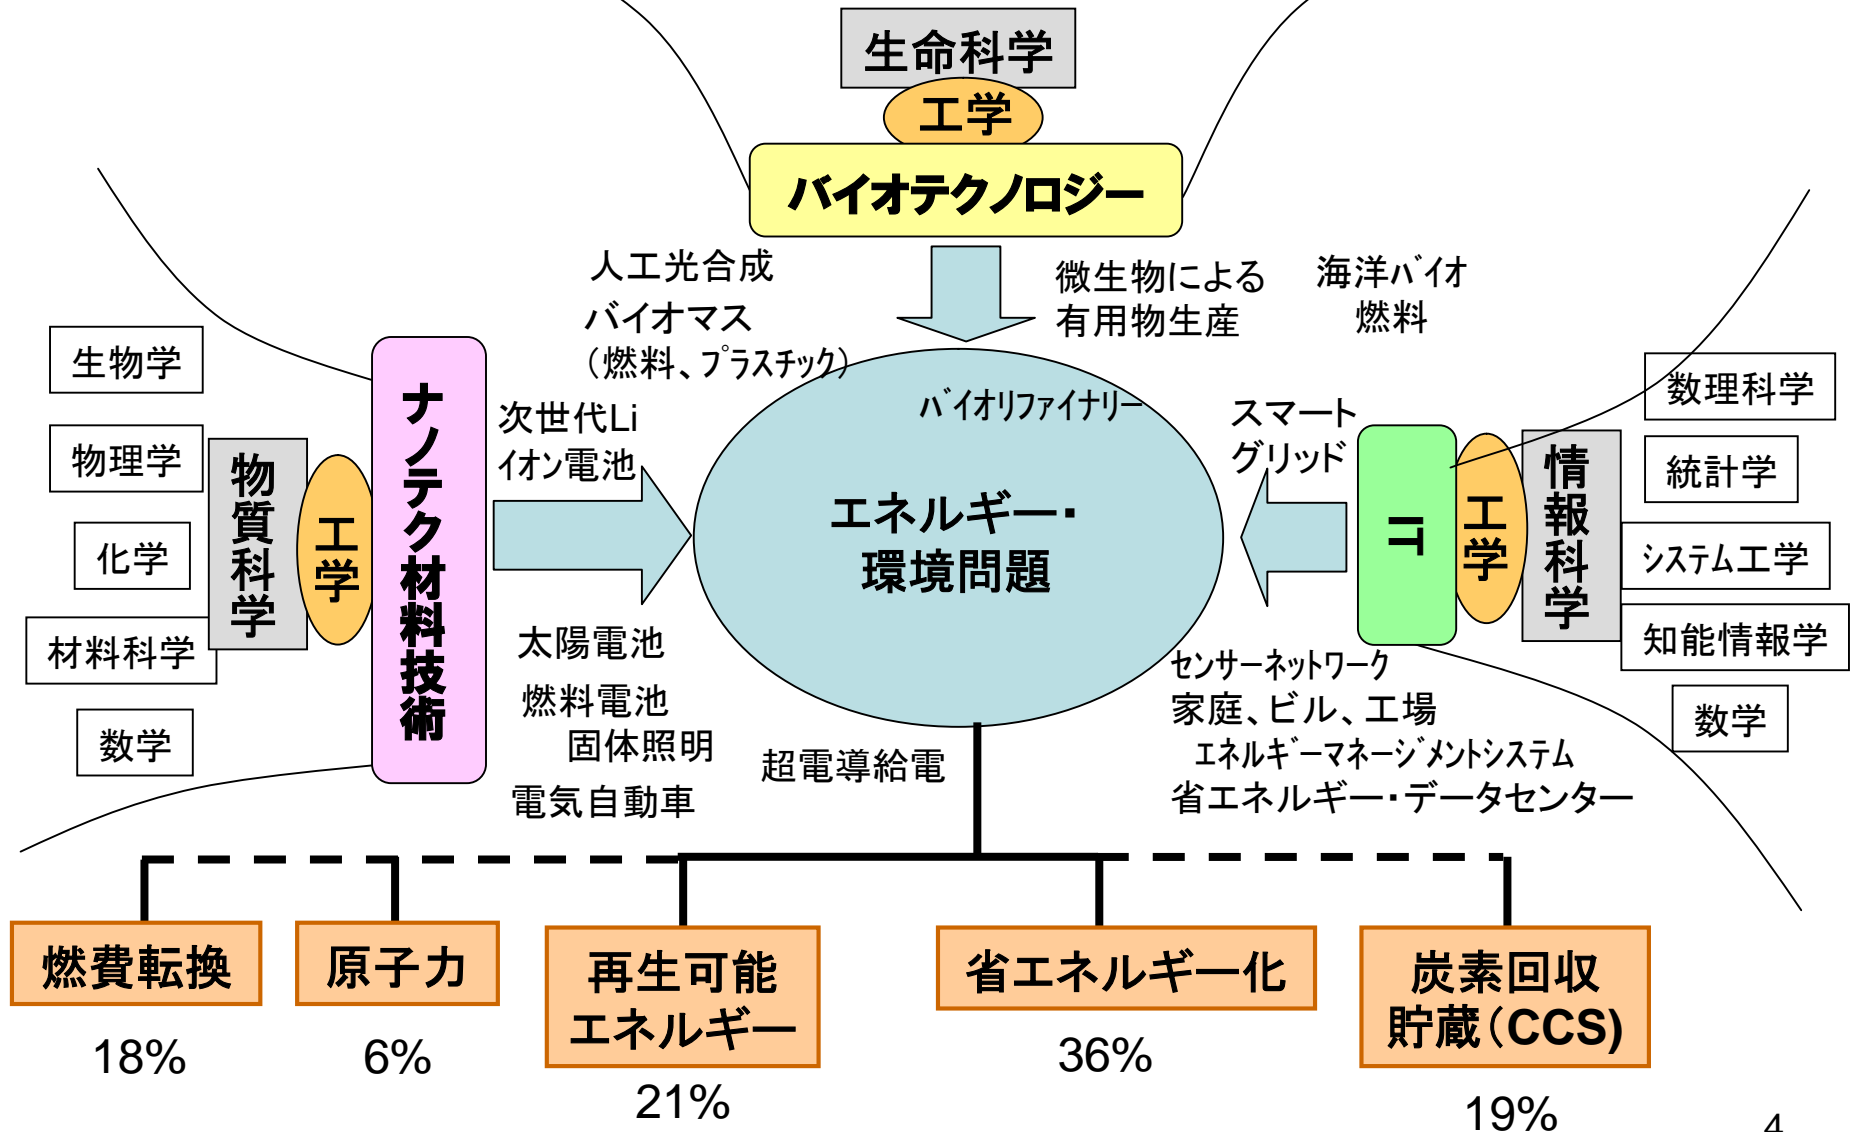 生命科学
工学
バイオテクノロジー
人工光合成
バイオマス
（燃料、プラスチック）
微生物による
有用物生産
海洋バイオ
燃料
生物学
物理学
化学
材料科学
数学
物質科学
工学
ナノテク材料技術
次世代Li
イオン電池
太陽電池
燃料電池
固体照明
電気自動車
バイオリファイナリー
エネルギー・
環境問題
超電導給電
スマート
グリッド
IT
工学
情報科学
数理科学
統計学
システム工学
知能情報学
数学
センサーネットワーク
家庭、ビル、工場
エネルギーマネージメントシステム
省エネルギー・データセンター
燃費転換
18%
原子力
6%
再生可能
エネルギー
21%
省エネルギー化
36%
炭素回収
貯蔵（CCS)
19%
4